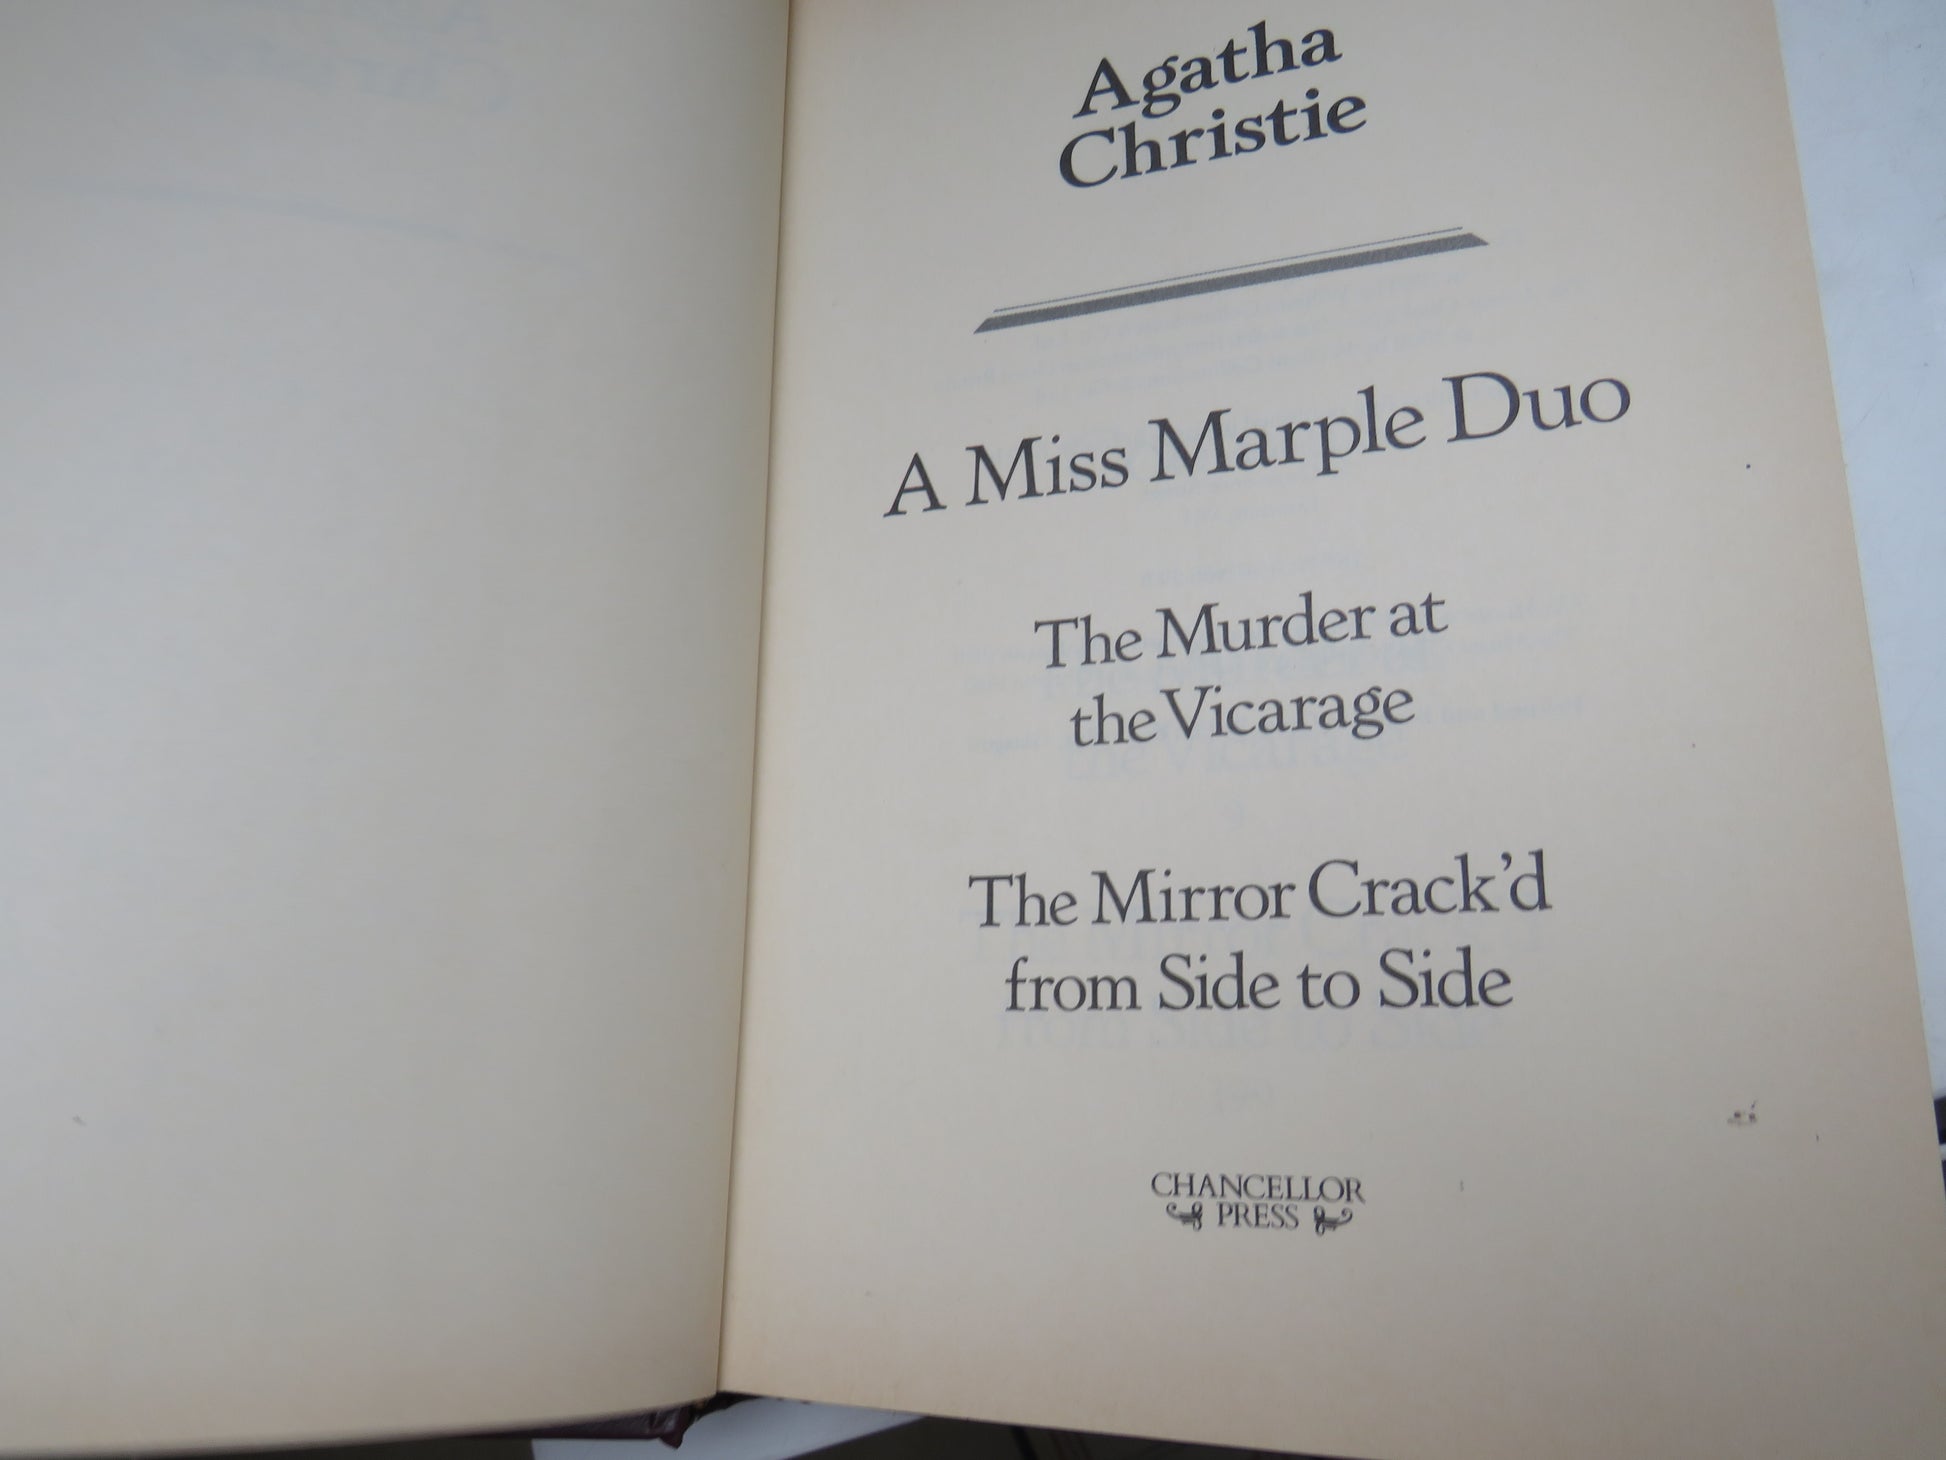 Agatha
Christie
A Miss Marple Duo
The Murder at
the Vicarage
The Mirror Crack'd
from Side to Side
CHANCELLOR
PRESS